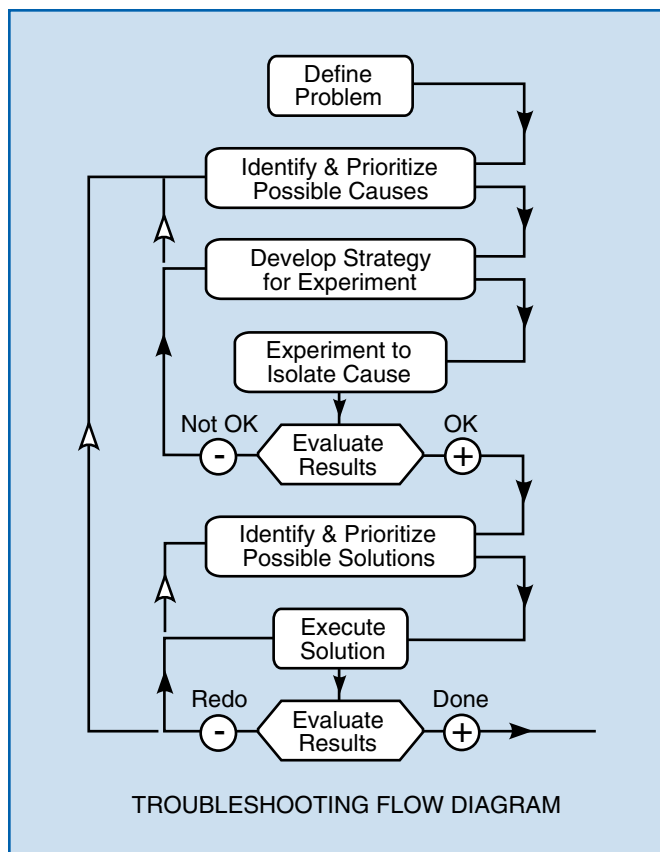 Define
Problem
Identify & Prioritize
Possible Causes
Develop Strategy
for Experiment
Experiment to
Isolate Cause
Not OK
OK
-
Evaluate
Results
+
Identify & Prioritize
Possible Solutions
Execute
Solution
Redo
Done
-
Evaluate
Results
+
TROUBLESHOOTING FLOW DIAGRAM